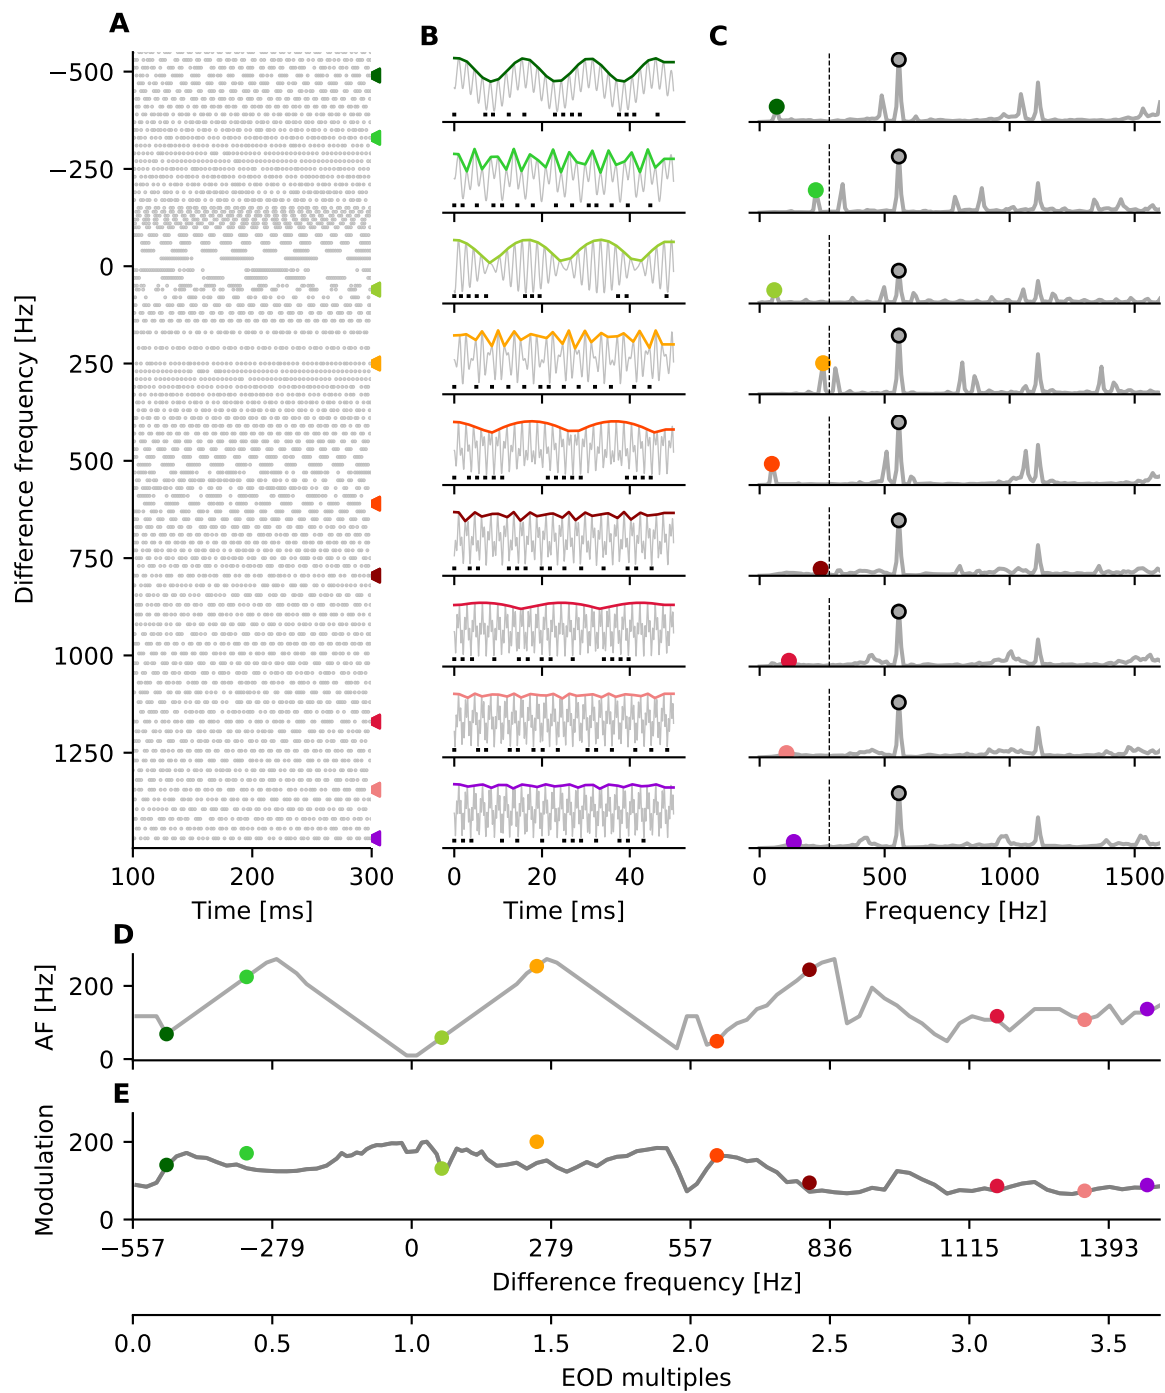 A
B
C
Difference frequency [Hz]
−500
−250
0
250
500
750
1000
1250
100 200 300
Time [ms]
0 20 40
Time [ms]
0 500 1000 1500
Frequency [Hz]
D
AF [Hz]
200
0
E
Modulation
200
0
−557 −279 0 279 557 836 1115 1393
Difference frequency [Hz]
0.0 0.5 1.0 1.5 2.0 2.5 3.0 3.5
EOD multiples